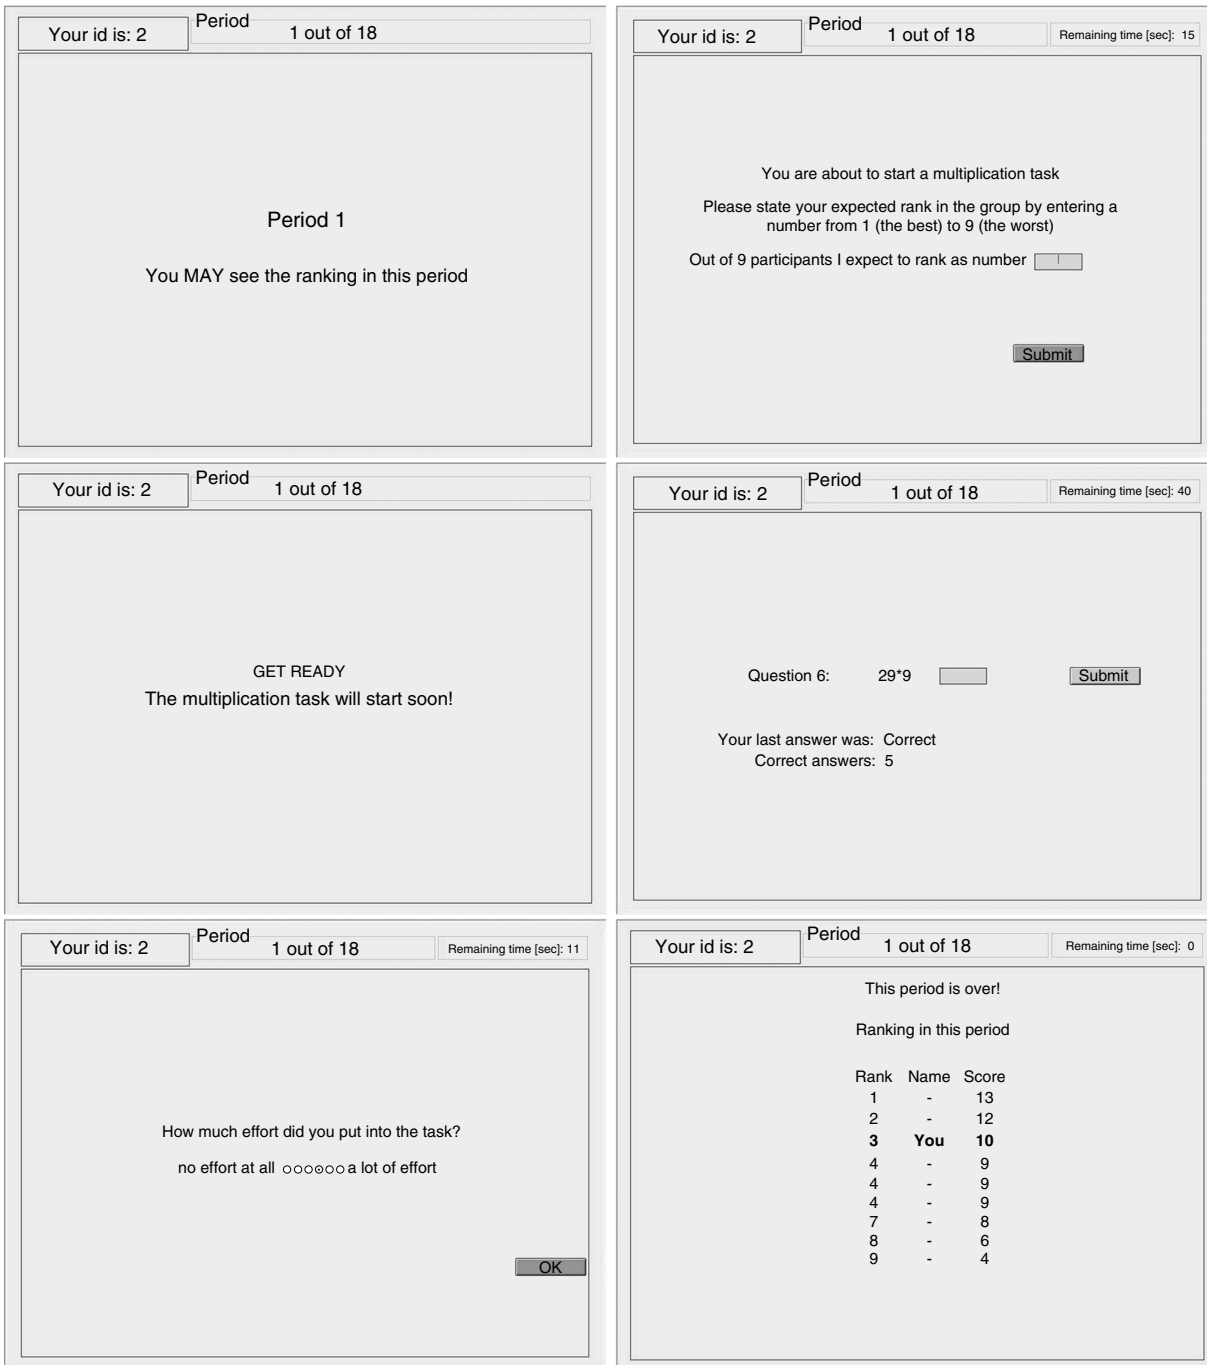 Your id is: 2
Period
1 out of 18
Period 1
You MAY see the ranking in this period
Your id is: 2
Period
1 out of 18
Remaining time [sec]: 15
You are about to start a multiplication task
Please state your expected rank in the group by entering a
number from 1 (the best) to 9 (the worst)
Out of 9 participants I expect to rank as number
Submit
Your id is: 2
Period
1 out of 18
GET READY
The multiplication task will start soon!
Your id is: 2
Period
1 out of 18
Remaining time [sec]: 40
Question 6: 29*9 Submit
Your last answer was: Correct
Correct answers: 5
Your id is: 2
Period
1 out of 18
Remaining time [sec]: 11
How much effort did you put into the task?
no effort at all a lot of effort
OK
Your id is: 2
Period
1 out of 18
Remaining time [sec]: 0
This period is over!
Ranking in this period
Rank Name Score
1 - 13
2 - 12
3 You 10
4 - 9
4 - 9
4 - 9
7 - 8
8 - 6
9 - 4